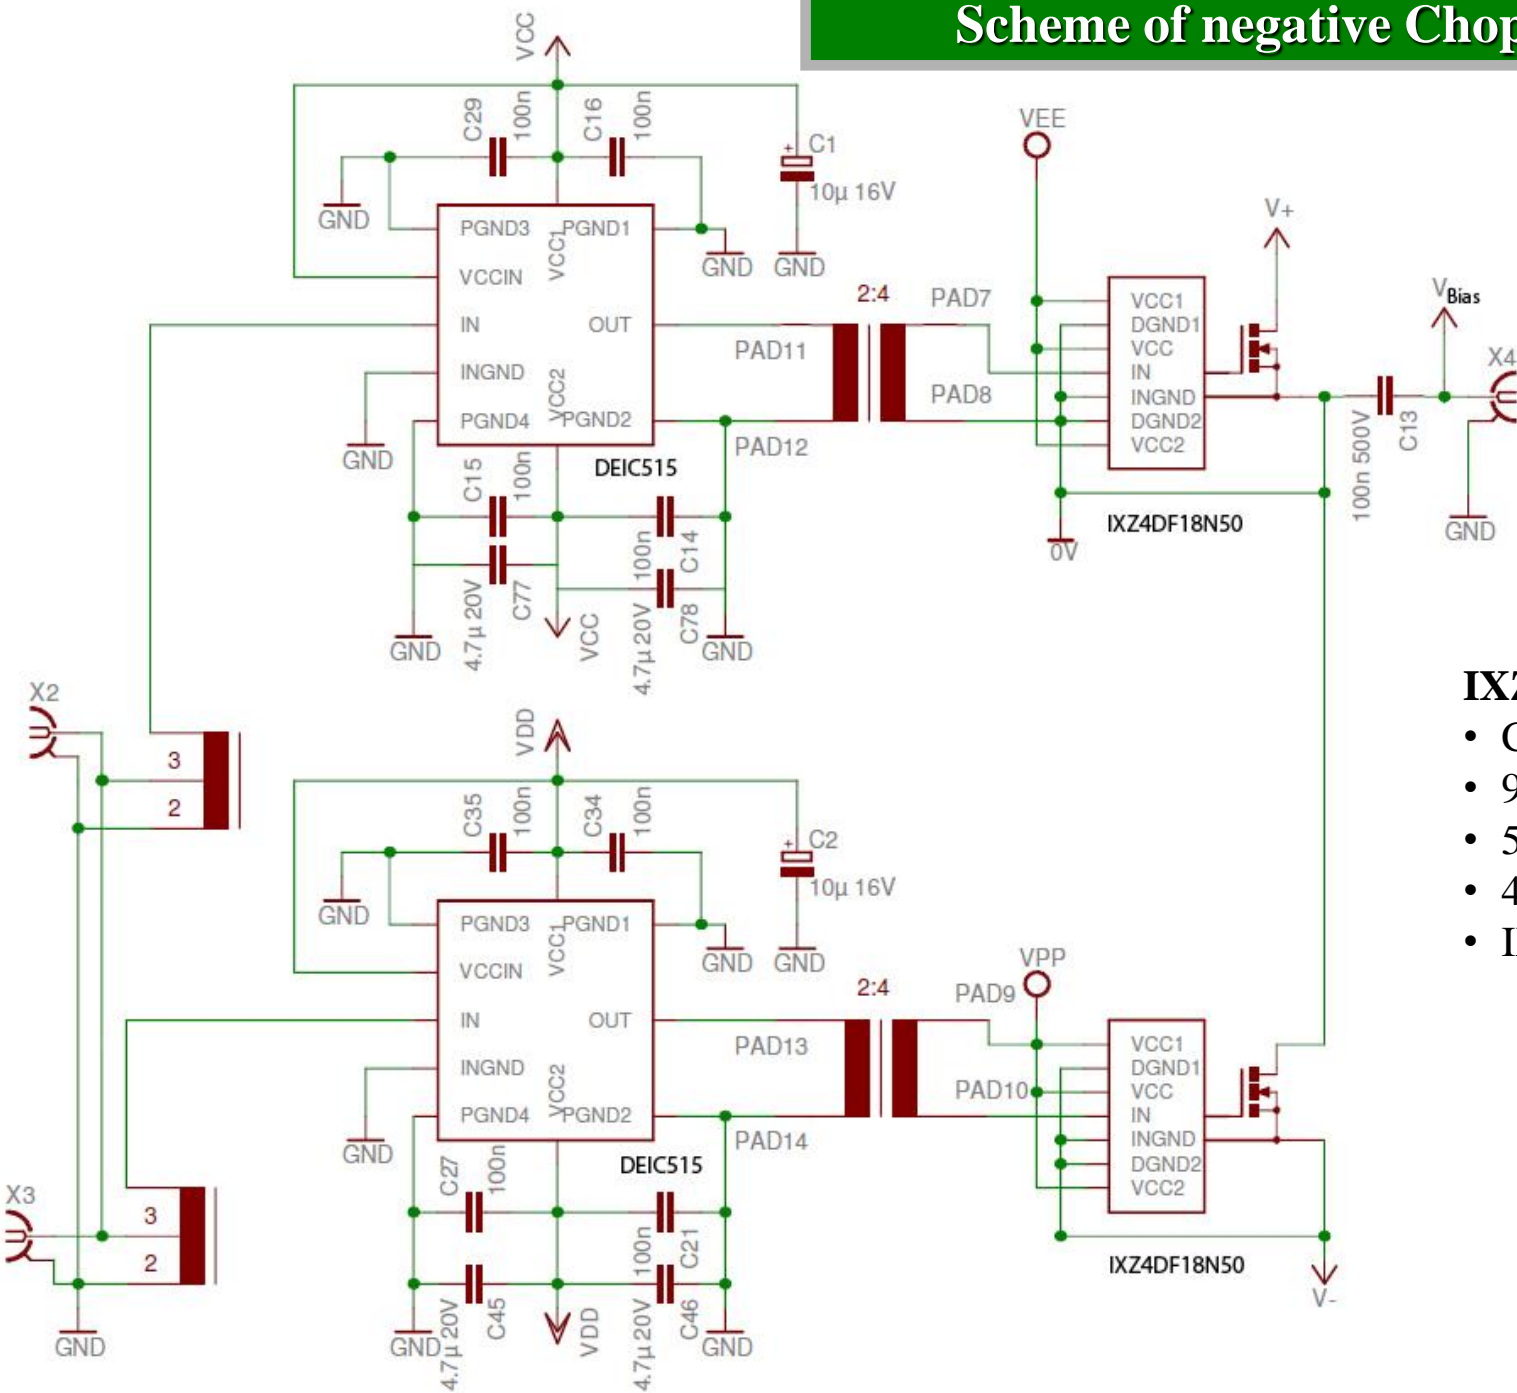 Scheme of negative Chop
VCC
C29
100n
C16
100n
C1
10µ 16V
+
GND
PGND3
VCC1
PGND1
GND
GND
VCCIN
IN
OUT
INGND
VCC2
PGND4
PGND2
GND
DEIC515
C15
100n
100n
C14
4.7µ 20V
C77
4.7µ 20V
C78
GND
VCC
GND
2:4
PAD11
PAD12
PAD7
PAD8
VEE
V+
VCC1
DGND1
VCC
IN
INGND
DGND2
VCC2
0V
IXZ4DF18N50
VBias
X4
100n 500V
C13
GND
X2
3
2
X3
3
2
GND
VDD
C35
100n
C34
100n
C2
10µ 16V
+
GND
PGND3
VCC1
PGND1
GND
GND
VCCIN
IN
OUT
INGND
VCC2
PGND4
PGND2
GND
DEIC515
C27
100n
100n
C21
4.7µ 20V
C45
4.7µ 20V
C46
GND
VDD
GND
2:4
PAD13
PAD14
PAD9
PAD10
VPP
VCC1
DGND1
VCC
IN
INGND
DGND2
VCC2
IXZ4DF18N50
V-
IXZ
• 9
• 5
• 4